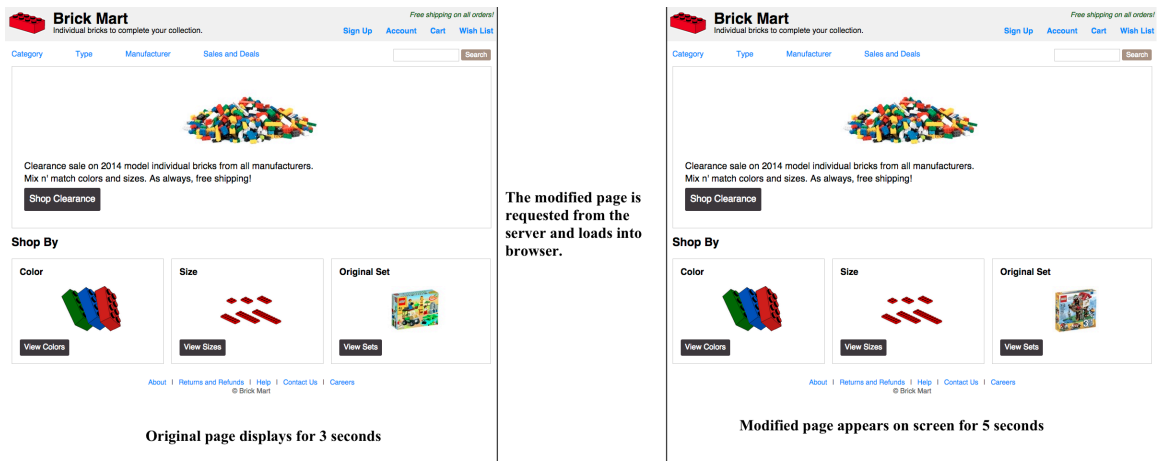 Brick Mart
Individual bricks to complete your collection.
Free shipping on all orders!
Sign Up Account Cart Wish List
Category Type Manufacturer Sales and Deals Search
Clearance sale on 2014 model individual bricks from all manufacturers.
Mix n' match colors and sizes. As always, free shipping!
Shop Clearance
Shop By
Color Size Original Set
View Colors View Sizes View Sets
About | Returns and Refunds | Help | Contact Us | Careers
© Brick Mart
Original page displays for 3 seconds
The modified page is
requested from the
server and loads into
browser.
Brick Mart
Individual bricks to complete your collection.
Free shipping on all orders!
Sign Up Account Cart Wish List
Category Type Manufacturer Sales and Deals Search
Clearance sale on 2014 model individual bricks from all manufacturers.
Mix n' match colors and sizes. As always, free shipping!
Shop Clearance
Shop By
Color Size Original Set
View Colors View Sizes View Sets
About | Returns and Refunds | Help | Contact Us | Careers
© Brick Mart
Modified page appears on screen for 5 seconds